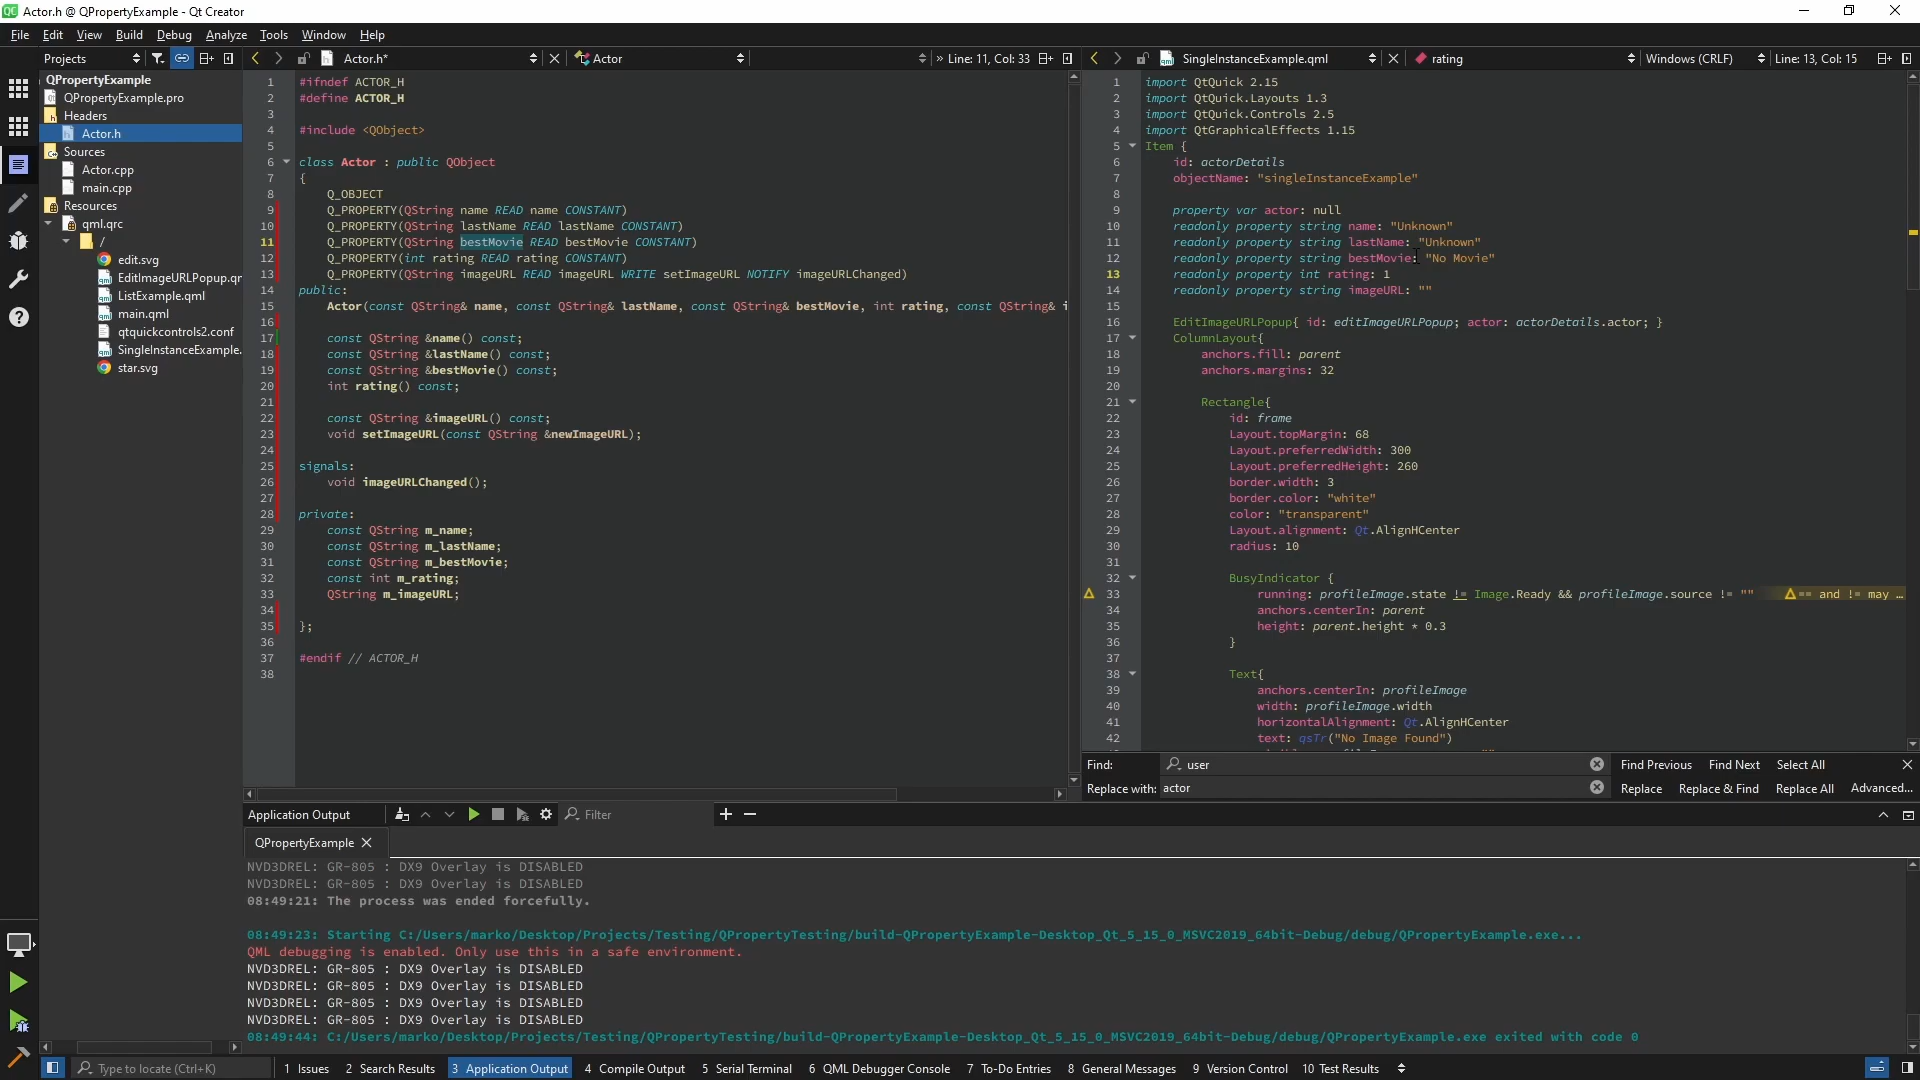 Actor.h @ QPropertyExample - Qt Creator
File Edit View Build Debug Analyze Tools Window Help
Projects
Actor.h*
Actor
» Line: 11, Col: 33
SingleInstanceExample.qml
rating
Windows (CRLF)
Line: 13, Col: 15
QPropertyExample
QPropertyExample.pro
Headers
Actor.h
Sources
Actor.cpp
main.cpp
Resources
qml.qrc
/
edit.svg
EditImageURLPopup.qr
ListExample.qml
main.qml
qtquickcontrols2.conf
SingleInstanceExample.
star.svg
1 #ifndef ACTOR_H
2 #define ACTOR_H
3
4 #include <QObject>
5
6 class Actor : public QObject
7 {
8 Q_OBJECT
9 Q_PROPERTY(QString name READ name CONSTANT)
10 Q_PROPERTY(QString lastName READ lastName CONSTANT)
11 Q_PROPERTY(QString bestMovie READ bestMovie CONSTANT)
12 Q_PROPERTY(int rating READ rating CONSTANT)
13 Q_PROPERTY(QString imageURL READ imageURL WRITE setImageURL NOTIFY imageURLChanged)
14 public:
15 Actor(const QString& name, const QString& lastName, const QString& bestMovie, int rating, const QString& i
16
17 const QString &name() const;
18 const QString &lastName() const;
19 const QString &bestMovie() const;
20 int rating() const;
21
22 const QString &imageURL() const;
23 void setImageURL(const QString &newImageURL);
24
25 signals:
26 void imageURLChanged();
27
28 private:
29 const QString m_name;
30 const QString m_lastName;
31 const QString m_bestMovie;
32 const int m_rating;
33 QString m_imageURL;
34
35 };
36
37 #endif // ACTOR_H
38
1 import QtQuick 2.15
2 import QtQuick.Layouts 1.3
3 import QtQuick.Controls 2.5
4 import QtGraphicalEffects 1.15
5 Item {
6 id: actorDetails
7 objectName: "singleInstanceExample"
8
9 property var actor: null
10 readonly property string name: "Unknown"
11 readonly property string lastName: "Unknown"
12 readonly property string bestMovie: "No Movie"
13 readonly property int rating: 1
14 readonly property string imageURL: ""
15
16 EditImageURLPopup{ id: editImageURLPopup; actor: actorDetails.actor; }
17 ColumnLayout{
18 anchors.fill: parent
19 anchors.margins: 32
20
21 Rectangle{
22 id: frame
23 Layout.topMargin: 68
24 Layout.preferredWidth: 300
25 Layout.preferredHeight: 260
26 border.width: 3
27 border.color: "white"
28 color: "transparent"
29 Layout.alignment: Qt.AlignHCenter
30 radius: 10
31
32 BusyIndicator {
33 running: profileImage.state != Image.Ready && profileImage.source != "" == and != may …
34 anchors.centerIn: parent
35 height: parent.height * 0.3
36 }
37
38 Text{
39 anchors.centerIn: profileImage
40 width: profileImage.width
41 horizontalAlignment: Qt.AlignHCenter
42 text: qsTr("No Image Found")
Find: user Find Previous Find Next Select All
Replace with: actor Replace Replace & Find Replace All Advanced...
Application Output Filter
QPropertyExample
NVD3DREL: GR-805 : DX9 Overlay is DISABLED
NVD3DREL: GR-805 : DX9 Overlay is DISABLED
08:49:21: The process was ended forcefully.
08:49:23: Starting C:/Users/marko/Desktop/Projects/Testing/QPropertyTesting/build-QPropertyExample-Desktop_Qt_5_15_0_MSVC2019_64bit-Debug/debug/QPropertyExample.exe...
QML debugging is enabled. Only use this in a safe environment.
NVD3DREL: GR-805 : DX9 Overlay is DISABLED
NVD3DREL: GR-805 : DX9 Overlay is DISABLED
NVD3DREL: GR-805 : DX9 Overlay is DISABLED
NVD3DREL: GR-805 : DX9 Overlay is DISABLED
08:49:44: C:/Users/marko/Desktop/Projects/Testing/QPropertyTesting/build-QPropertyExample-Desktop_Qt_5_15_0_MSVC2019_64bit-Debug/debug/QPropertyExample.exe exited with code 0
Type to locate (Ctrl+K) 1 Issues 2 Search Results 3 Application Output 4 Compile Output 5 Serial Terminal 6 QML Debugger Console 7 To-Do Entries 8 General Messages 9 Version Control 10 Test Results